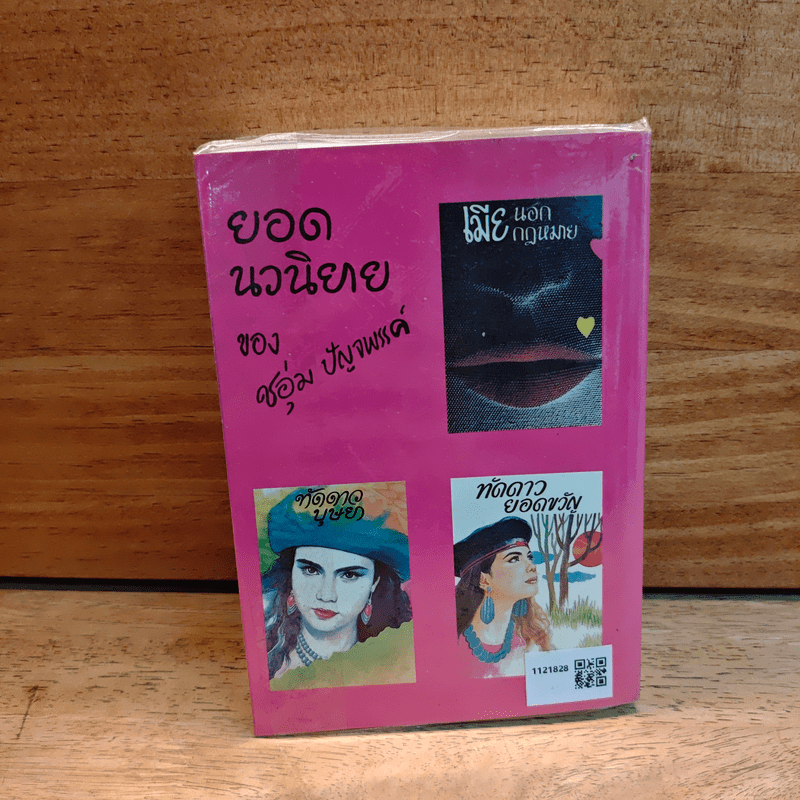 ยอด
นวนิยาย
ของ
ชอุ่ม ปัญจพรรค์
เมีย นอก
กฎหมาย
ทัดดาว
บุษยา
ทัดดาว
ยอดขวัญ
1121828